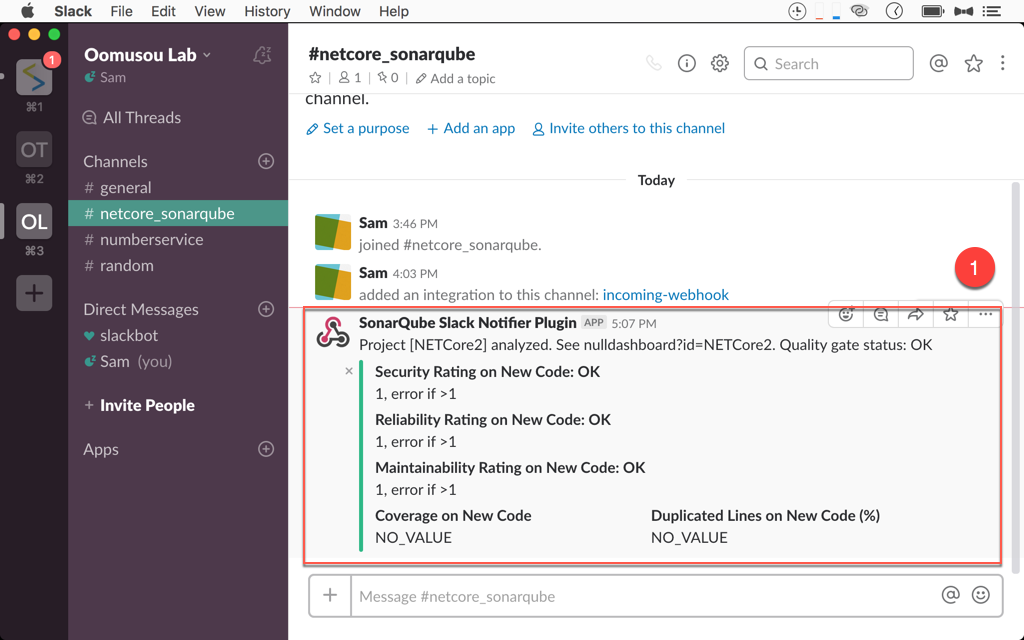 Slack File Edit View History Window Help
Oomusou Lab
Sam
1
⌘1
OT
⌘2
OL
⌘3
All Threads
Channels
# general
# netcore_sonarqube
# numberservice
# random
Direct Messages
slackbot
Sam (you)
+ Invite People
Apps
#netcore_sonarqube
1 | 0 | Add a topic
Search
channel.
Set a purpose + Add an app Invite others to this channel
Today
Sam 3:46 PM
joined #netcore_sonarqube.
Sam 4:03 PM
added an integration to this channel: incoming-webhook
1
SonarQube Slack Notifier Plugin APP 5:07 PM
Project [NETCore2] analyzed. See nulldashboard?id=NETCore2. Quality gate status: OK
Security Rating on New Code: OK
1, error if >1
Reliability Rating on New Code: OK
1, error if >1
Maintainability Rating on New Code: OK
1, error if >1
Coverage on New Code Duplicated Lines on New Code (%)
NO_VALUE NO_VALUE
Message #netcore_sonarqube